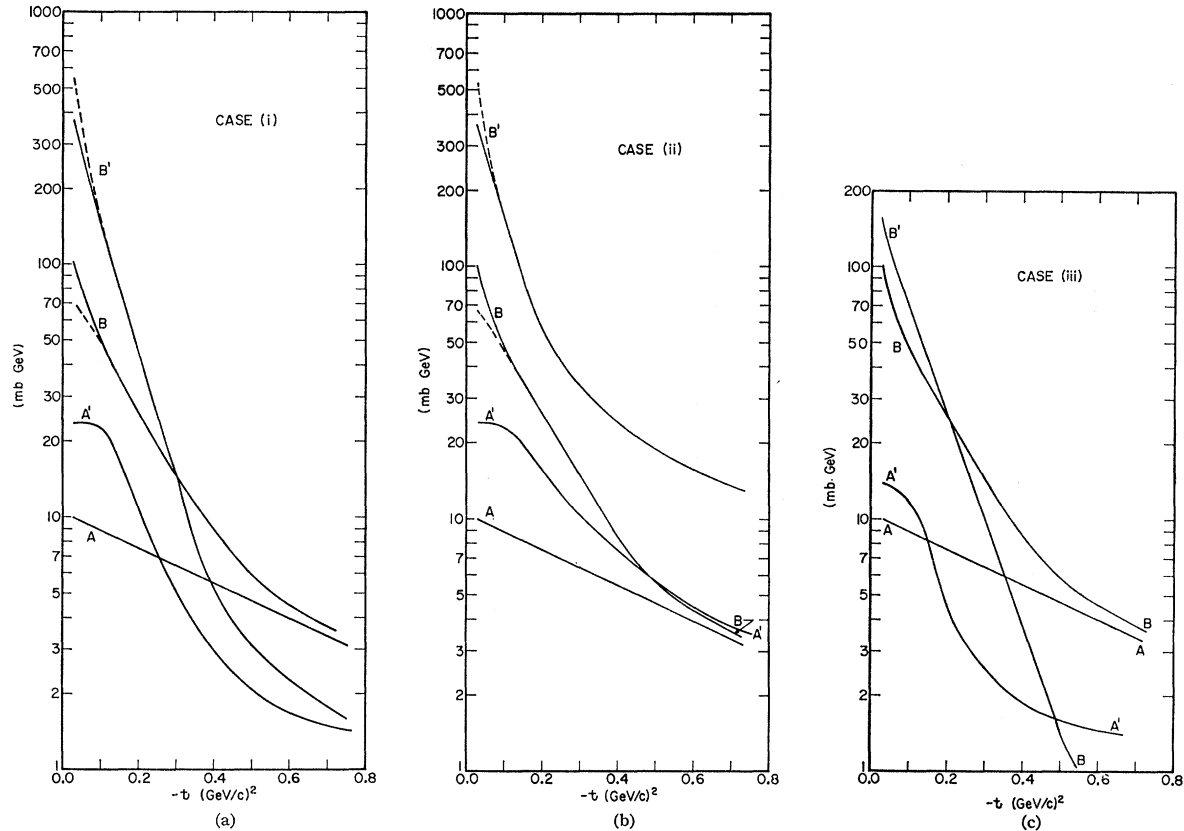 1000
700
500
300
200
100
70
50
30
20
10
7
5
3
2
1
(mb GeV)
CASE (i)
B'
B
A'
A
0.0 0.2 0.4 0.6 0.8
-t (GeV/c)²
(a)
1000
700
500
300
200
100
70
50
30
20
10
7
5
3
2
1
(mb GeV)
CASE (ii)
B'
B
A'
A
B
A'
0.0 0.2 0.4 0.6 0.8
-t (GeV/c)²
(b)
200
100
70
50
30
20
10
7
5
3
2
1
(mb. GeV)
CASE (iii)
B'
B
A'
A
B
A
A'
B
0.0 0.2 0.4 0.6 0.8
-t (GeV/c)²
(c)